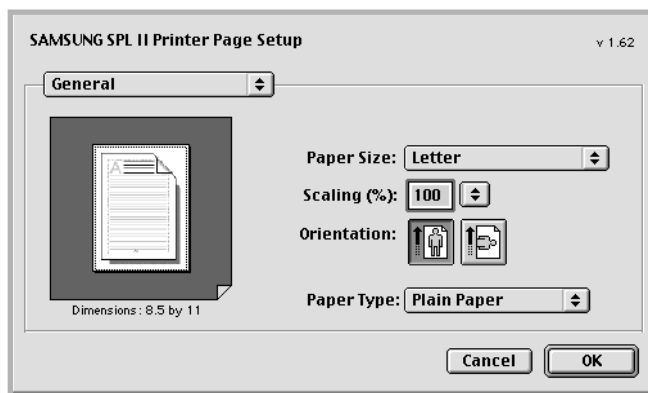 SAMSUNG SPL II Printer Page Setup
v 1.62
General
A
Paper Size: Letter
Scaling (%): 100
Orientation:
Dimensions: 8.5 by 11
Paper Type: Plain Paper
Cancel
OK